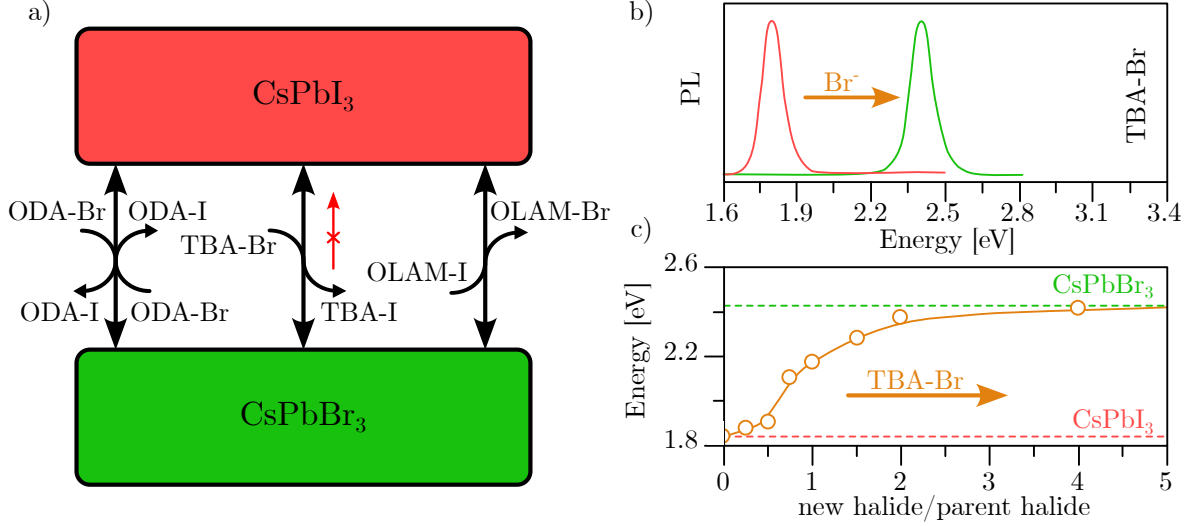 a)
CsPbI₃
ODA-Br ODA-I
TBA-Br
OLAM-Br
OLAM-I
ODA-I ODA-Br
TBA-I
CsPbBr₃
b)
PL
Br⁻
TBA-Br
1.6 1.9 2.2 2.5 2.8 3.1 3.4
Energy [eV]
c)
Energy [eV]
2.6
2.2
1.8
CsPbBr₃
TBA-Br
CsPbI₃
0 1 2 3 4 5
new halide/parent halide